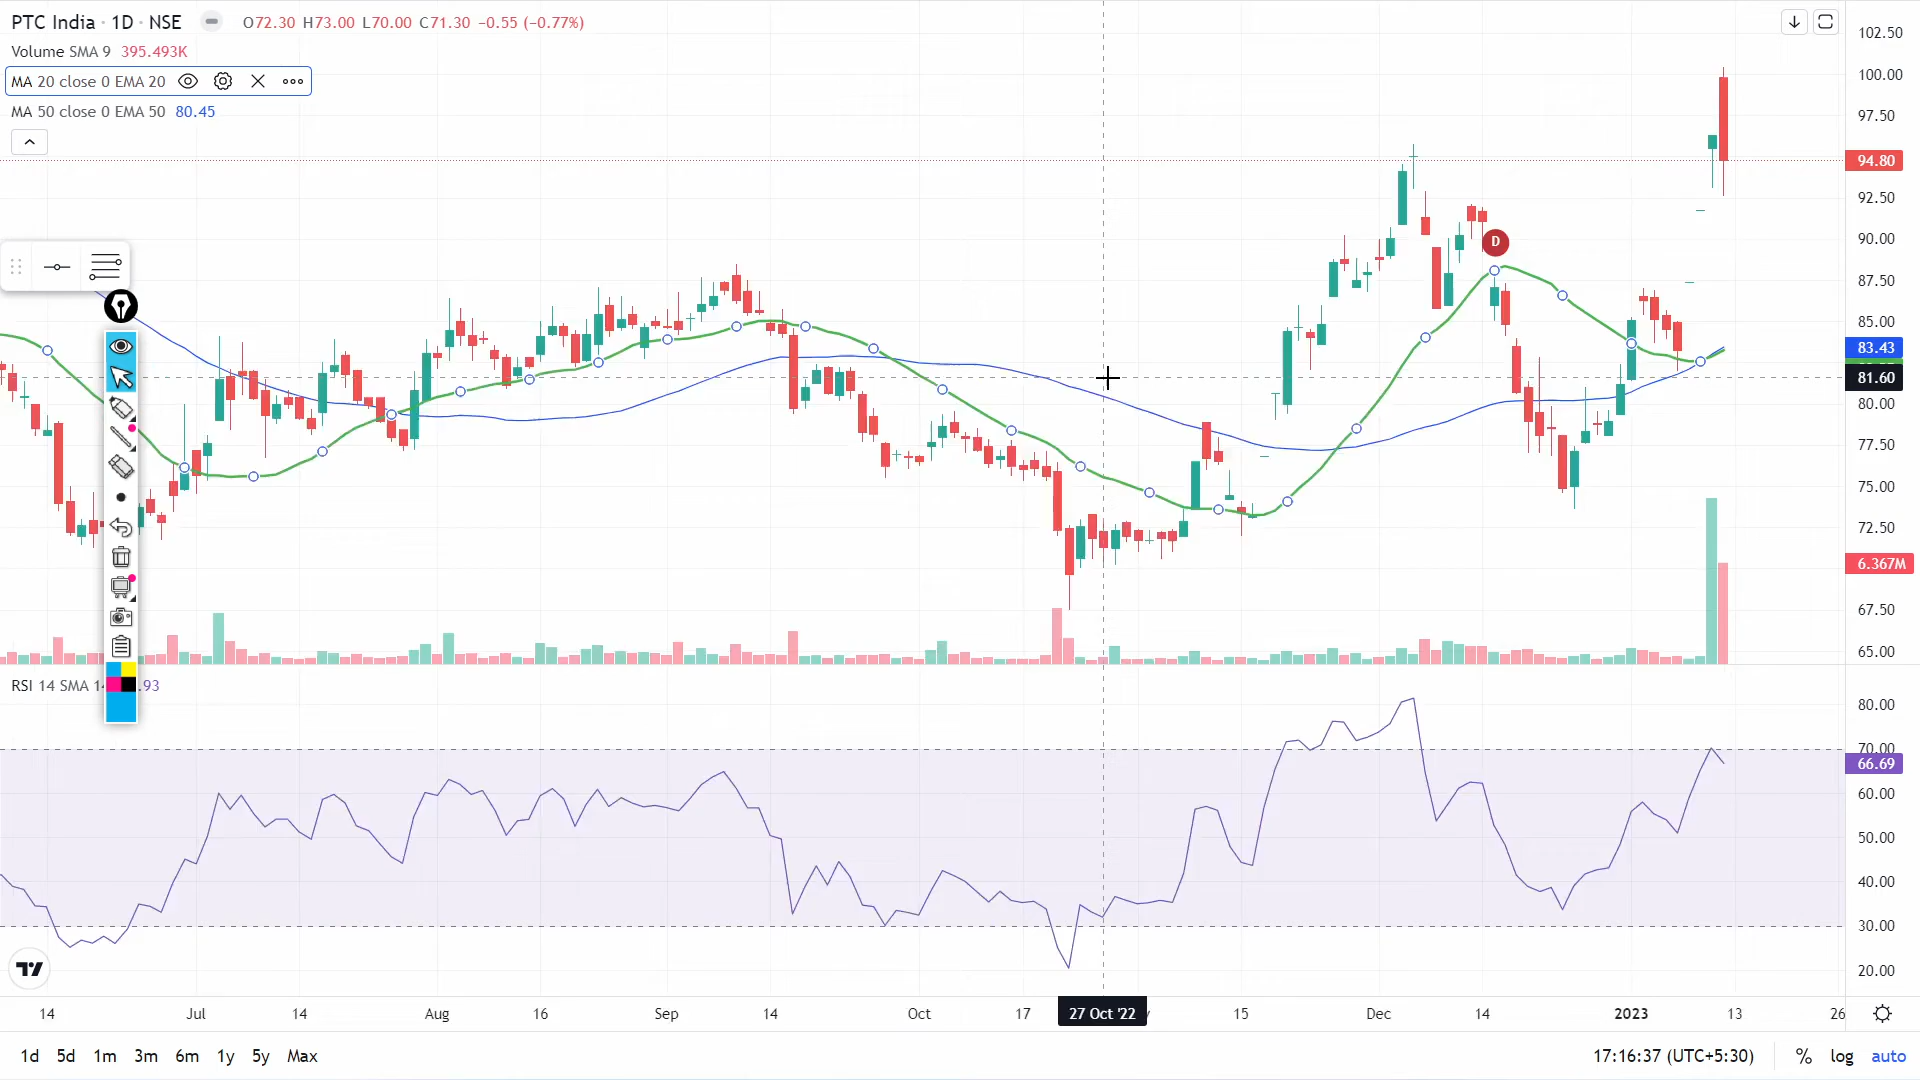 PTC India · 1D · NSE O72.30 H73.00 L70.00 C71.30 −0.55 (−0.77%)
Volume SMA 9 395.493K
MA 20 close 0 EMA 20
MA 50 close 0 EMA 50 80.45
102.50
100.00
97.50
94.80
92.50
90.00
D
87.50
85.00
83.43
81.60
80.00
77.50
75.00
72.50
6.367M
67.50
65.00
RSI 14 SMA 1 .93
80.00
70.00
66.69
60.00
50.00
40.00
30.00
20.00
14 Jul 14 Aug 16 Sep 14 Oct 17 27 Oct '22 15 Dec 14 2023 13 26
1d 5d 1m 3m 6m 1y 5y Max 17:16:37 (UTC+5:30) % log auto